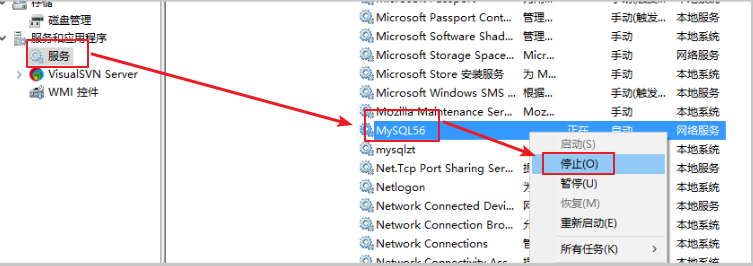 存储
磁盘管理
服务和应用程序
服务
VisualSVN Server
WMI 控件
Microsoft Passport Cont... 管理... 手动(触发... 本地系统
Microsoft Software Shad... 管理... 手动 本地系统
Microsoft Storage Space... Micr... 手动 网络服务
Microsoft Store 安装服务 为 M... 手动 本地系统
Microsoft Windows SMS ... 根据... 手动(触发... 本地系统
Mozilla Maintenance Ser... Moz... 手动 本地系统
MySQL56 正在 自动 网络服务
mysqlzt 本地系统
Net.Tcp Port Sharing Ser... 本地服务
Netlogon 本地系统
Network Connected Devi... 本地服务
Network Connection Bro... 本地系统
Network Connections 本地系统
Network Connectivity Ass... 本地系统
启动(S)
停止(O)
暂停(U)
恢复(M)
重新启动(E)
所有任务(K)